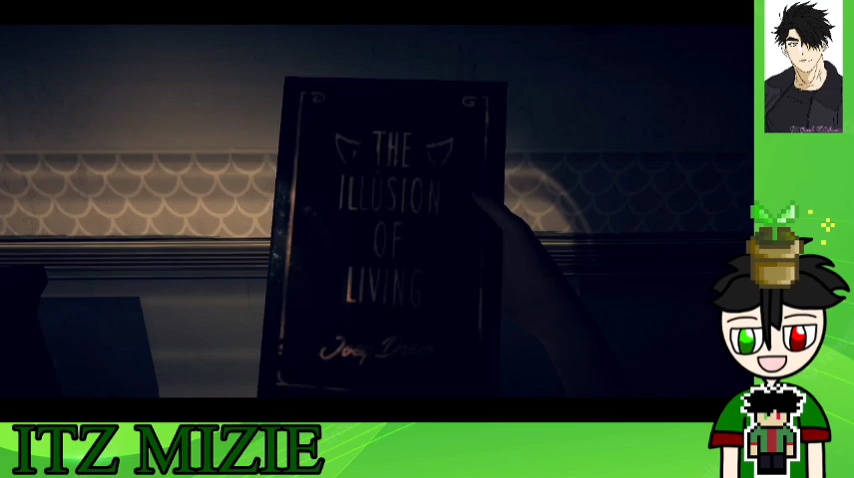 THE
ILLUSION
OF
LIVING
Joey Drew
ITZ MIZIE